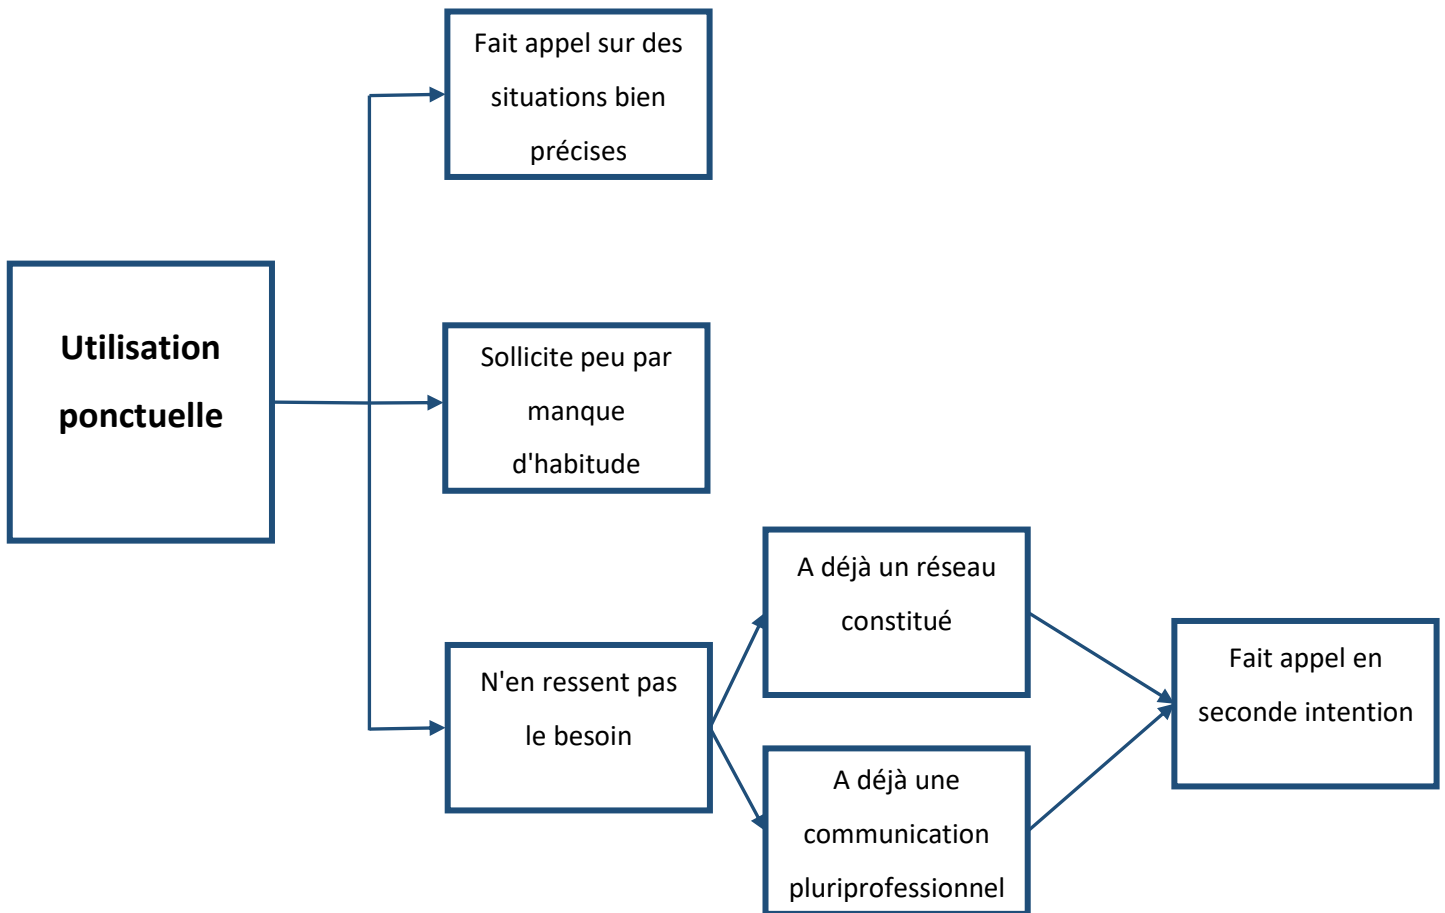 Fait appel sur des
situations bien
précises
Utilisation
ponctuelle
Sollicite peu par
manque
d'habitude
N'en ressent pas
le besoin
A déjà un réseau
constitué
A déjà une
communication
pluriprofessionnel
Fait appel en
seconde intention